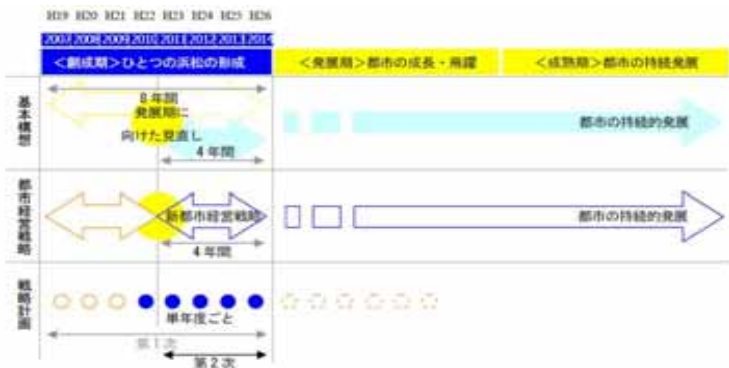 H19 H20 H21 H22 H23 H24 H25 H26
2007 2008 2009 2010 2011 2012 2013 2014
＜創成期＞ひとつの浜松の形成
＜発展期＞都市の成長・飛躍
＜成熟期＞都市の持続発展
基本構想
8年間
発展期に
向けた見直し
4年間
都市の持続的発展
都市経営戦略
新都市経営戦略
4年間
都市の持続的発展
戦略計画
単年度ごと
第1次
第2次